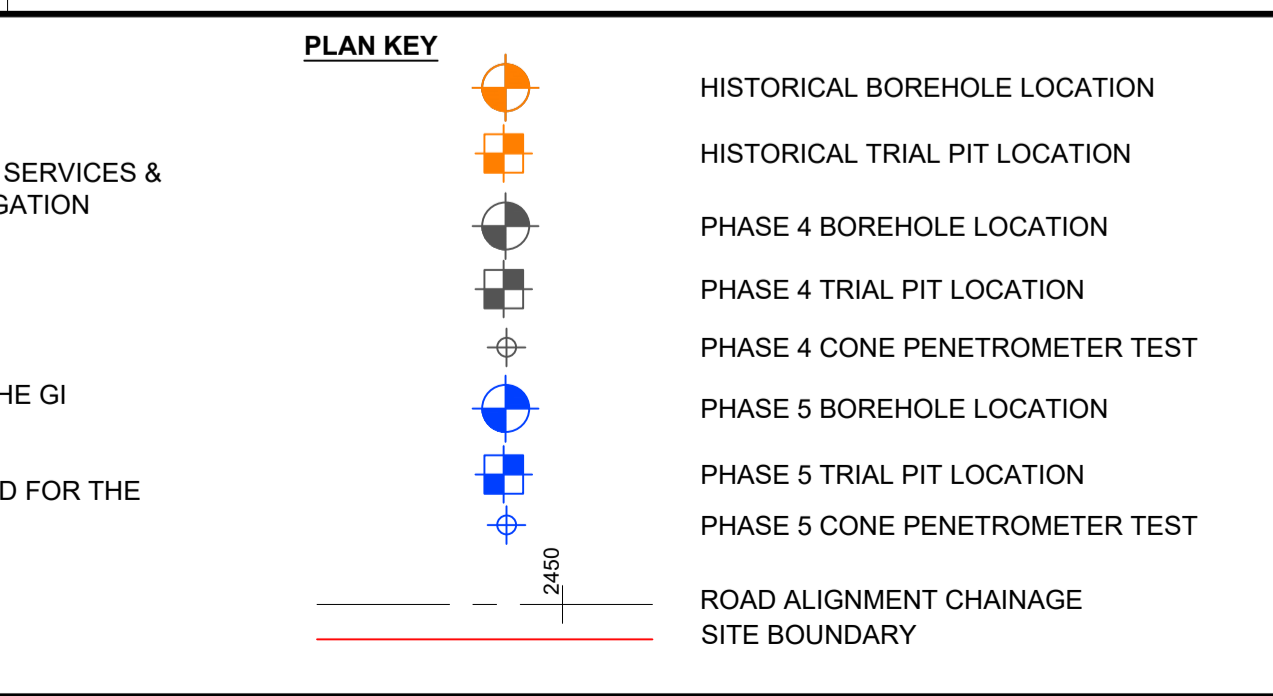 SERVICES &
HE GI
D FOR THE
PLAN KEY
HISTORICAL BOREHOLE LOCATION
HISTORICAL TRIAL PIT LOCATION
PHASE 4 BOREHOLE LOCATION
PHASE 4 TRIAL PIT LOCATION
PHASE 4 CONE PENETROMETER TEST
PHASE 5 BOREHOLE LOCATION
PHASE 5 TRIAL PIT LOCATION
PHASE 5 CONE PENETROMETER TEST
2450
ROAD ALIGNMENT CHAINAGE
SITE BOUNDARY